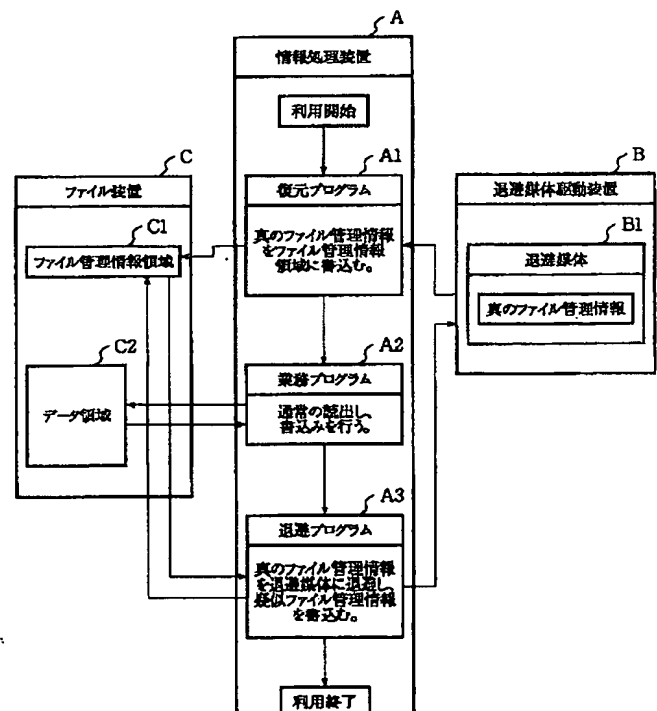 A
情報処理装置
利用開始
A1
復元プログラム
真のファイル管理情報
をファイル管理情報
領域に書込む。
A2
業務プログラム
通常の読出し、
書込みを行う。
A3
退避プログラム
真のファイル管理情報
を退避媒体に退避し、
疑似ファイル管理情報
を書込む。
利用終了
C
ファイル装置
C1
ファイル管理情報領域
C2
データ領域
B
退避媒体駆動装置
B1
退避媒体
真のファイル管理情報